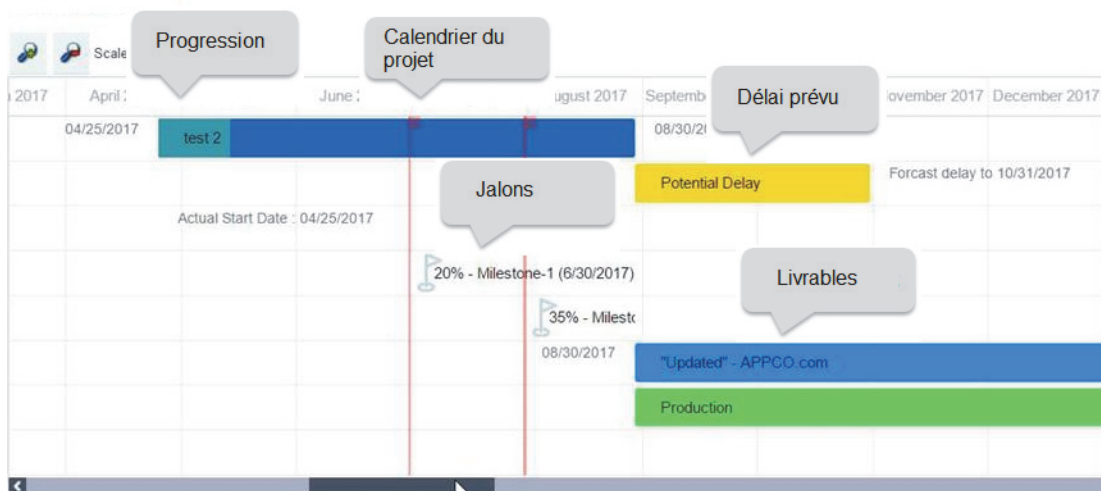 Progression
Calendrier du
projet
Scale
2017 April June ugust 2017 Septemb ovember 2017 December 2017
Délai prévu
04/25/2017 test 2 08/30/20
Potential Delay Forcast delay to 10/31/2017
Jalons
Actual Start Date : 04/25/2017
20% - Milestone-1 (6/30/2017)
Livrables
35% - Milesto
08/30/2017 "Updated" - APPCO.com
Production